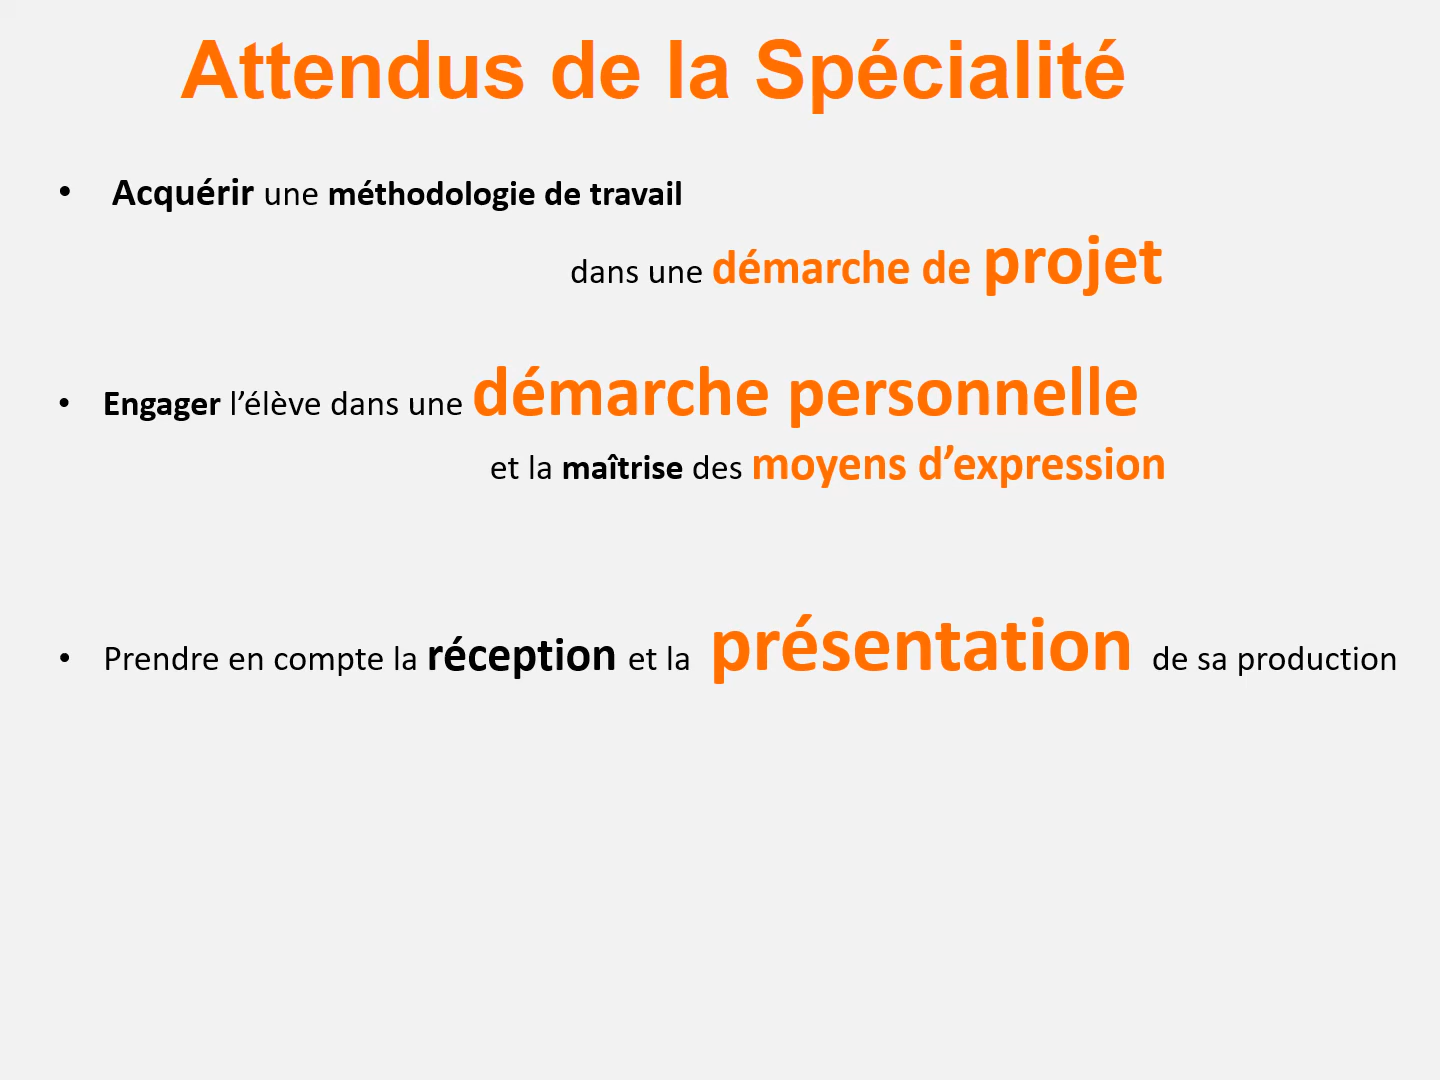 Attendus de la Spécialité
• Acquérir une méthodologie de travail
dans une démarche de projet
• Engager l’élève dans une démarche personnelle
et la maîtrise des moyens d’expression
• Prendre en compte la réception et la présentation de sa production